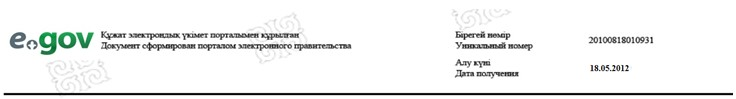 e.gov
Құжат электрондық үкімет порталымен құрылған
Документ сформирован порталом электронного правительства
Бірегей нөмір
Уникальный номер
20100818010931
Алу күні
Дата получения
18.05.2012